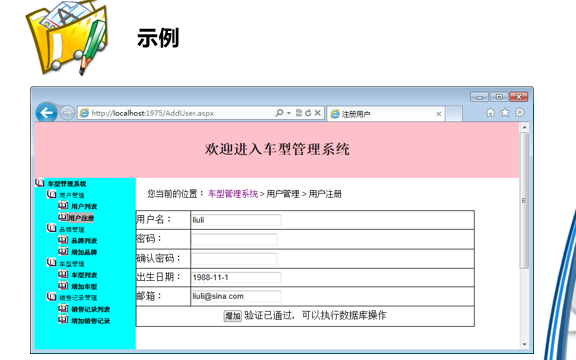 示例
http://localhost:1975/AddUser.aspx
注册用户
欢迎进入车型管理系统
车型管理系统
用户管理
用户列表
用户注册
品牌管理
品牌列表
增加品牌
车型管理
车型列表
增加车型
销售记录管理
销售记录列表
增加销售记录
您当前的位置： 车型管理系统 > 用户管理 > 用户注册
用户名： liuli
密码：
确认密码：
出生日期： 1988-11-1
邮箱： liuli@sina.com
增加 验证已通过，可以执行数据库操作